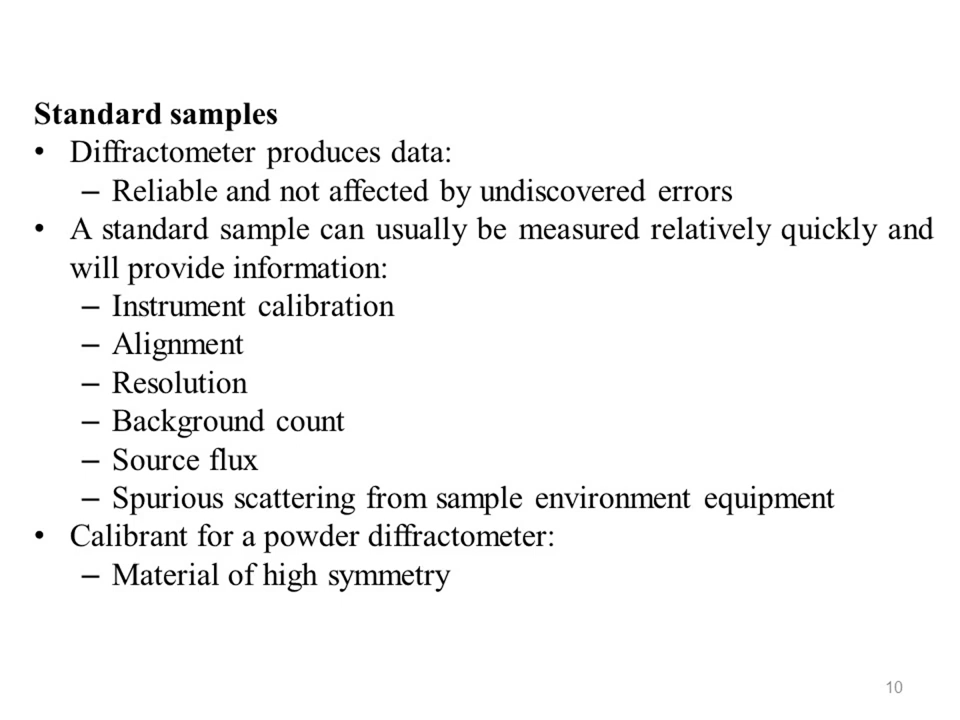 Standard samples
• Diffractometer produces data:
– Reliable and not affected by undiscovered errors
• A standard sample can usually be measured relatively quickly and
will provide information:
– Instrument calibration
– Alignment
– Resolution
– Background count
– Source flux
– Spurious scattering from sample environment equipment
• Calibrant for a powder diffractometer:
– Material of high symmetry
10